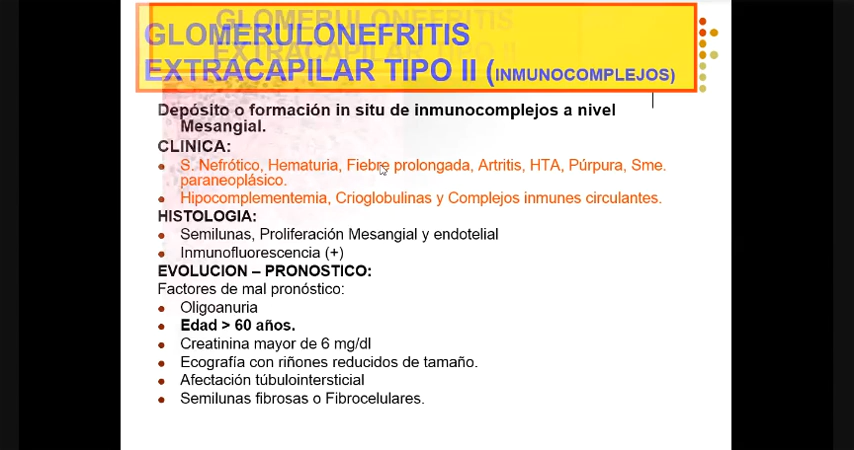 GLOMERULONEFRITIS
EXTRACAPILAR TIPO II (INMUNOCOMPLEJOS)
Depósito o formación in situ de inmunocomplejos a nivel
Mesangial.
CLINICA:
S. Nefrótico, Hematuria, Fiebre prolongada, Artritis, HTA, Púrpura, Sme.
paraneoplásico.
Hipocomplementemia, Crioglobulinas y Complejos inmunes circulantes.
HISTOLOGIA:
Semilunas, Proliferación Mesangial y endotelial
Inmunofluorescencia (+)
EVOLUCION – PRONOSTICO:
Factores de mal pronóstico:
Oligoanuria
Edad > 60 años.
Creatinina mayor de 6 mg/dl
Ecografía con riñones reducidos de tamaño.
Afectación túbulointersticial
Semilunas fibrosas o Fibrocelulares.